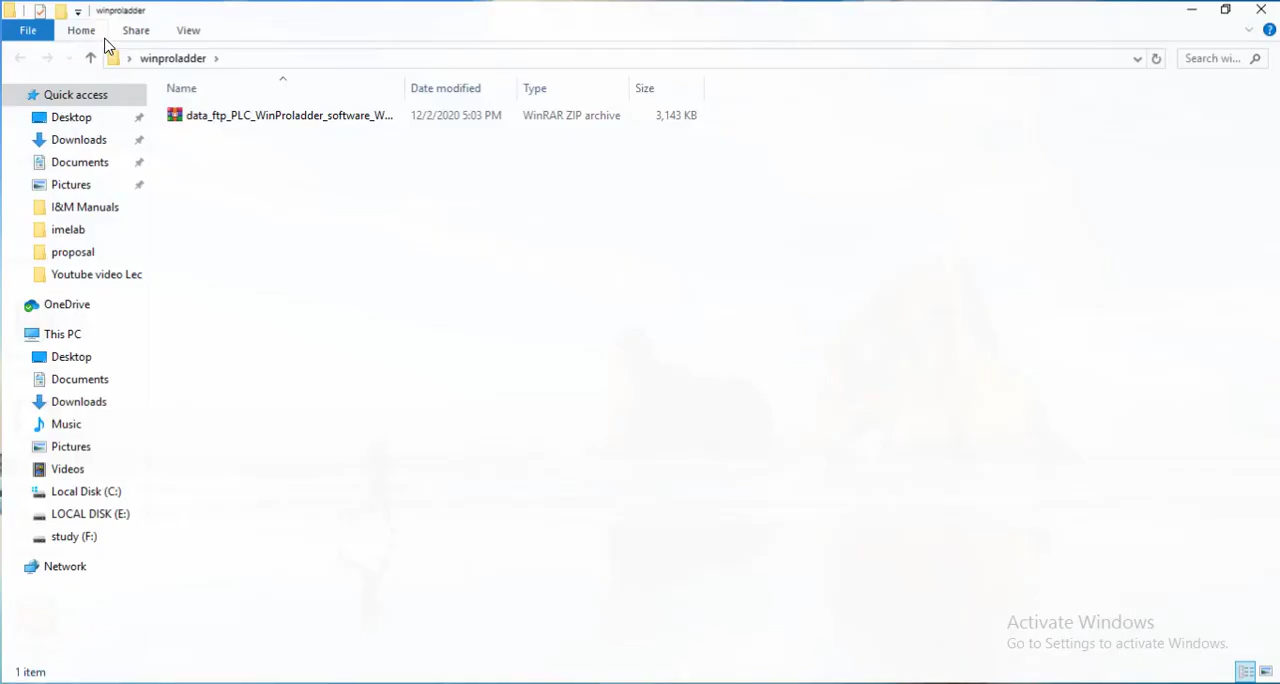 winproladder
File Home Share View
winproladder
Search wi...
Name Date modified Type Size
data_ftp_PLC_WinProladder_software_W... 12/2/2020 5:03 PM WinRAR ZIP archive 3,143 KB
Quick access
Desktop
Downloads
Documents
Pictures
I&M Manuals
imelab
proposal
Youtube video Lec
OneDrive
This PC
Desktop
Documents
Downloads
Music
Pictures
Videos
Local Disk (C:)
LOCAL DISK (E:)
study (F:)
Network
Activate Windows
Go to Settings to activate Windows.
1 item